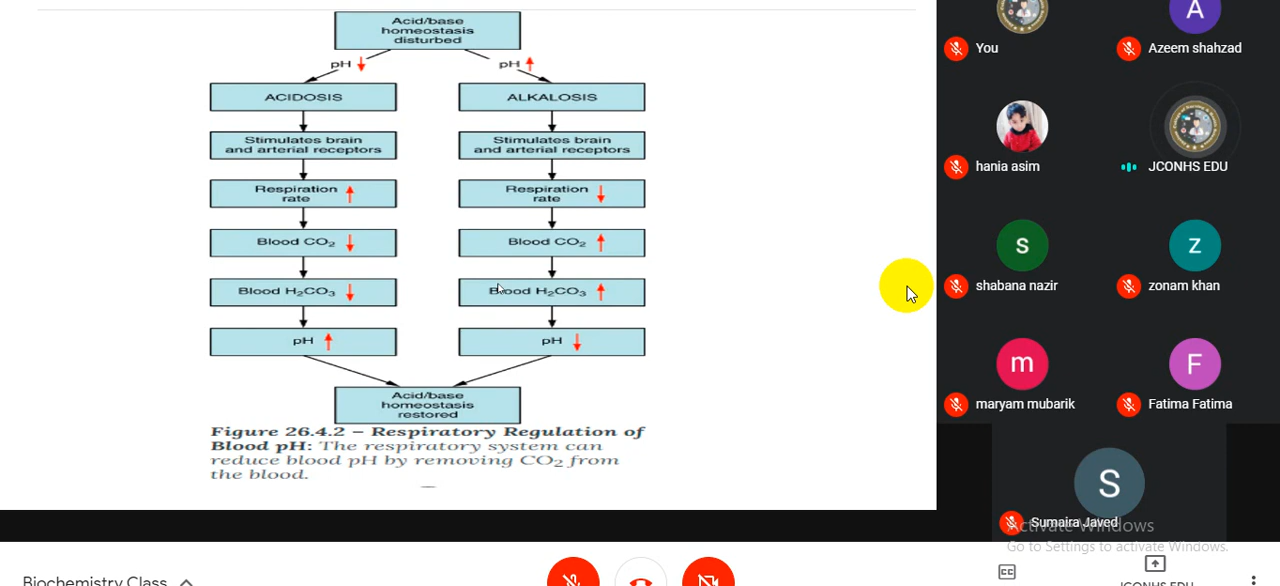 Acid/base
homeostasis
disturbed
pH ↓
pH ↑
ACIDOSIS
ALKALOSIS
Stimulates brain
and arterial receptors
Stimulates brain
and arterial receptors
Respiration
rate ↑
Respiration
rate ↓
Blood CO₂ ↓
Blood CO₂ ↑
Blood H₂CO₃ ↓
Blood H₂CO₃ ↑
pH ↑
pH ↓
Acid/base
homeostasis
restored
Figure 26.4.2 – Respiratory Regulation of
Blood pH: The respiratory system can
reduce blood pH by removing CO₂ from
the blood.
A
You
Azeem shahzad
hania asim
JCONHS EDU
s
z
shabana nazir
zonam khan
m
F
maryam mubarik
Fatima Fatima
S
Sumaira Javed
Activate Windows
Go to Settings to activate Windows.
Biochemistry Class
CC
JCONHS EDU